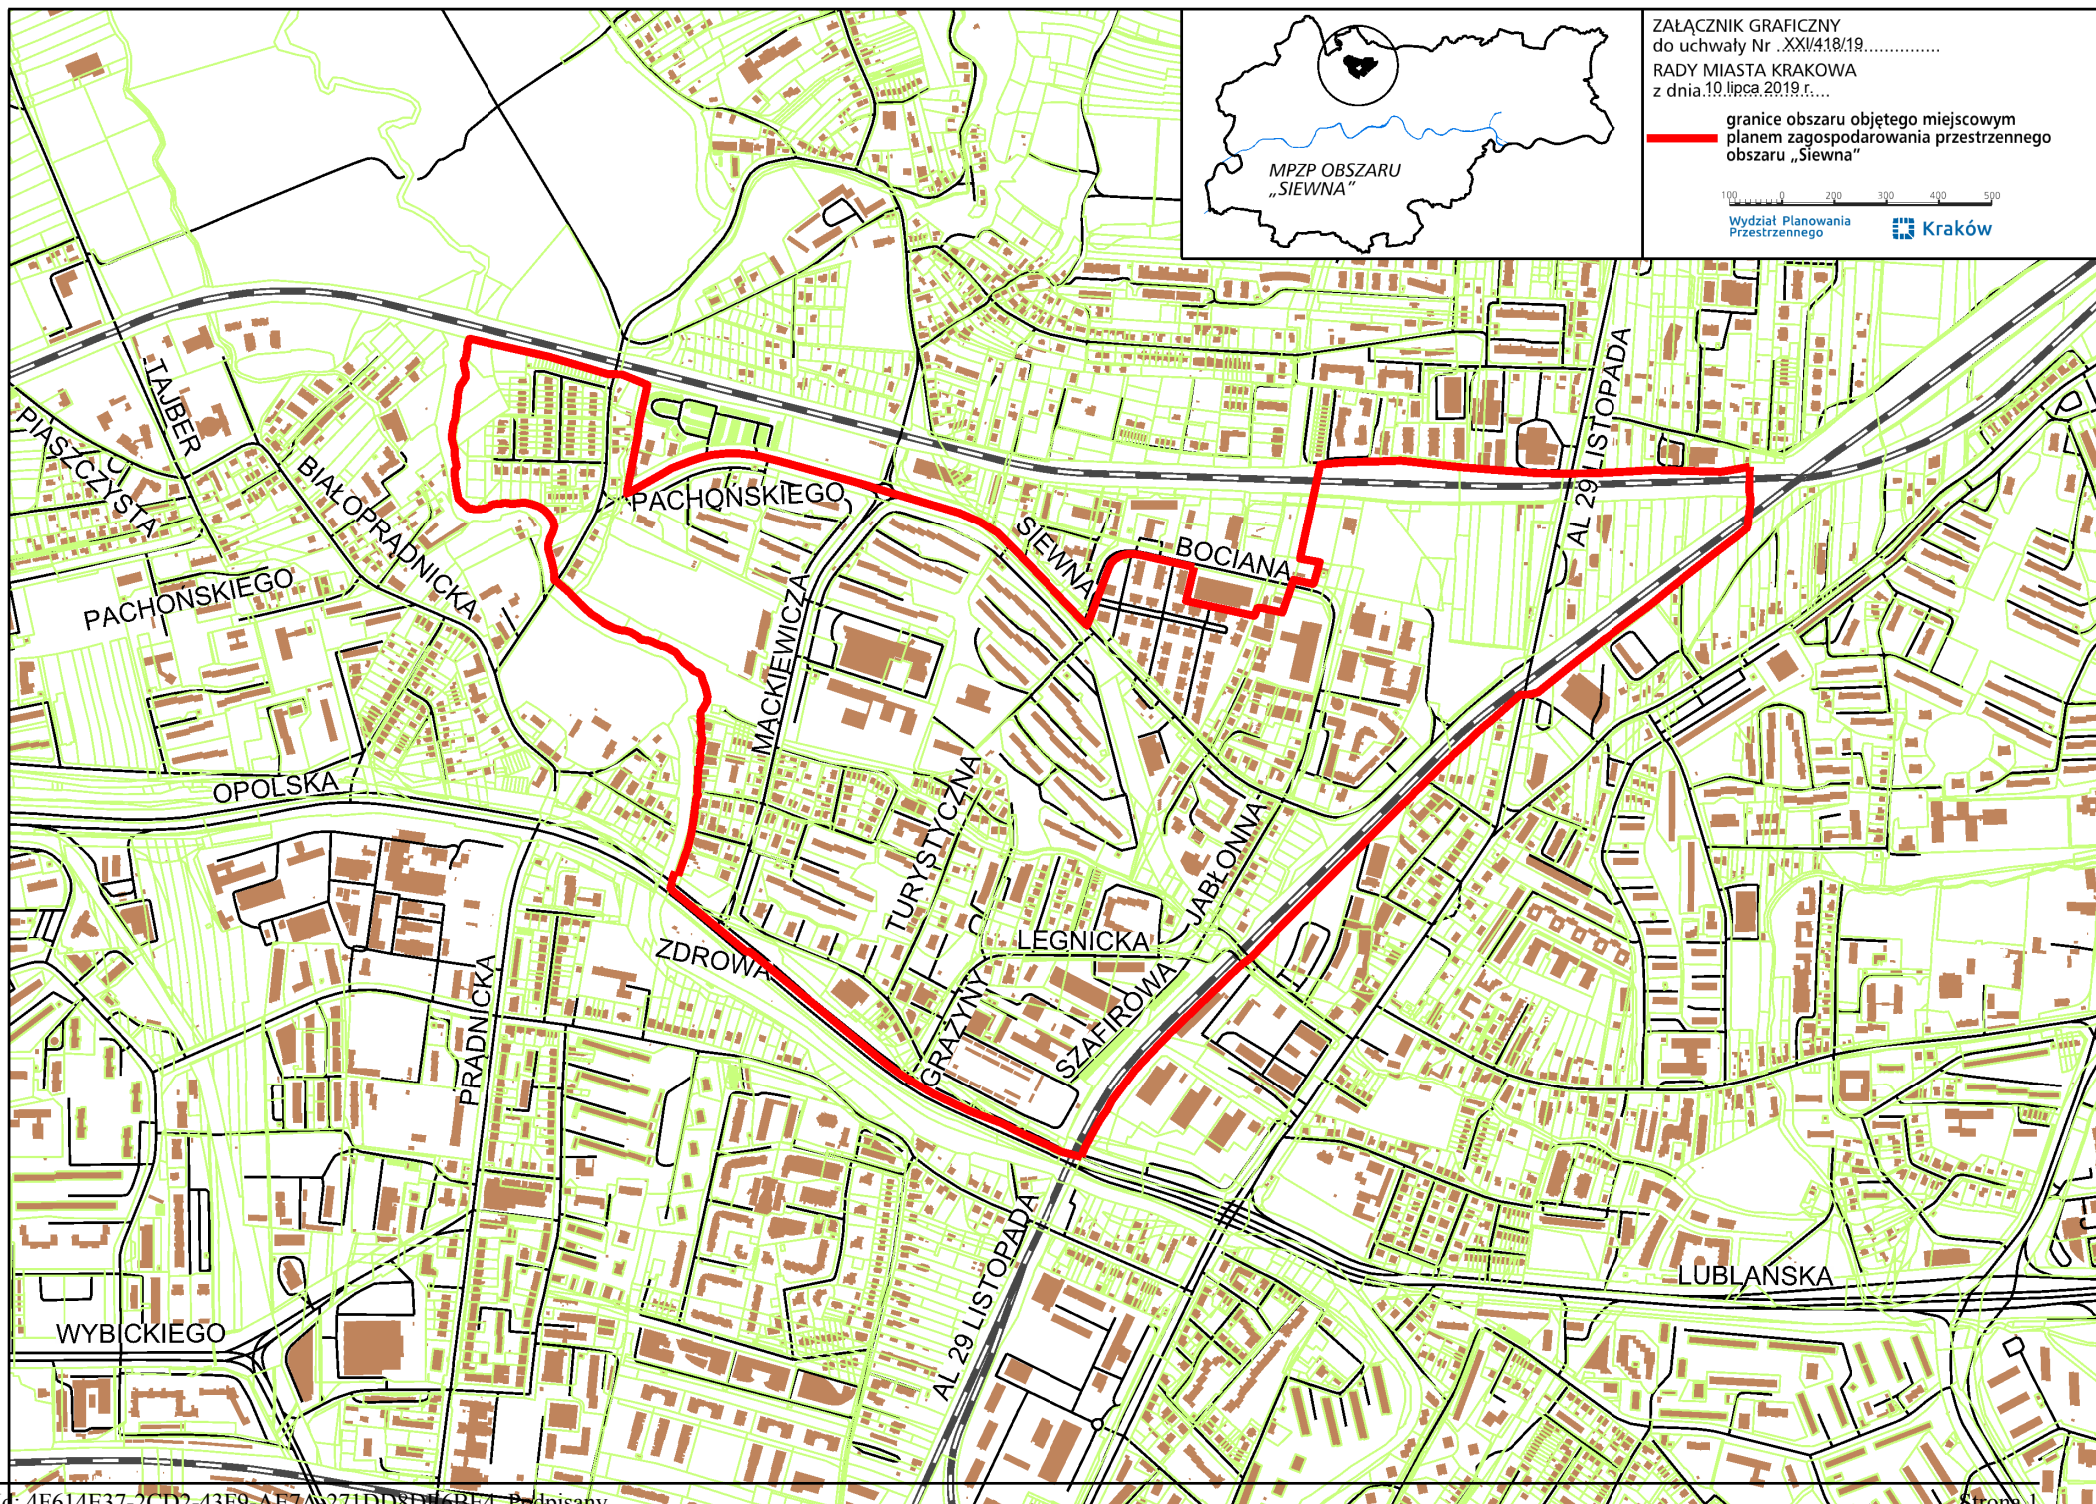 ZAŁĄCZNIK GRAFICZNY
do uchwały Nr ..XXI/418/19...............
RADY MIASTA KRAKOWA
z dnia.10 lipca 2019 r....
granice obszaru objętego miejscowym
planem zagospodarowania przestrzennego
obszaru „Siewna”
100 0 200 300 400 500
Wydział Planowania
Przestrzennego
Kraków
MPZP OBSZARU
„SIEWNA”
TAJBER
PIASZCZYSTA
BIAŁOPRĄDNICKA
PACHOŃSKIEGO
PACHOŃSKIEGO
SIEWNA
BOCIANA
AL 29 LISTOPADA
MACKIEWICZA
OPOLSKA
TURYSTYCZNA
JABŁONNA
LEGNICKA
ZDROWA
GRAŻYNY
SZAFIROWA
PRĄDNICKA
AL 29 LISTOPADA
LUBLAŃSKA
WYBICKIEGO
Podpisany
Strona 1